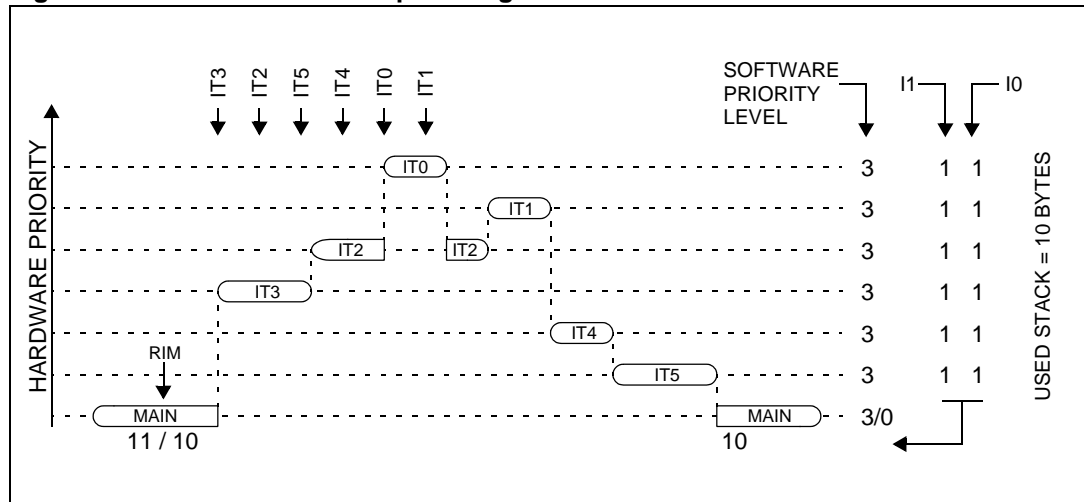 IT3 IT2 IT5 IT4 IT0 IT1
SOFTWARE
PRIORITY
LEVEL
I1 I0
HARDWARE PRIORITY
IT0 3 1 1
IT1 3 1 1
IT2 IT2 3 1 1
IT3 3 1 1
IT4 3 1 1
RIM
IT5 3 1 1
MAIN MAIN 3/0
11 / 10 10
USED STACK = 10 BYTES